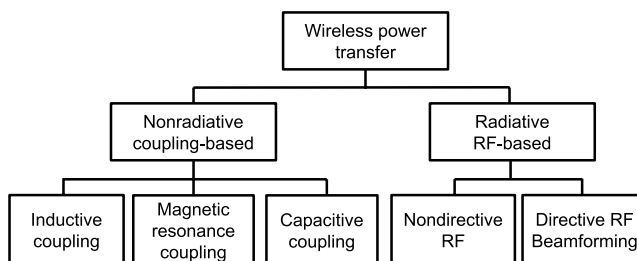 Wireless power
transfer
Nonradiative
coupling-based
Radiative
RF-based
Inductive
coupling
Magnetic
resonance
coupling
Capacitive
coupling
Nondirective
RF
Directive RF
Beamforming